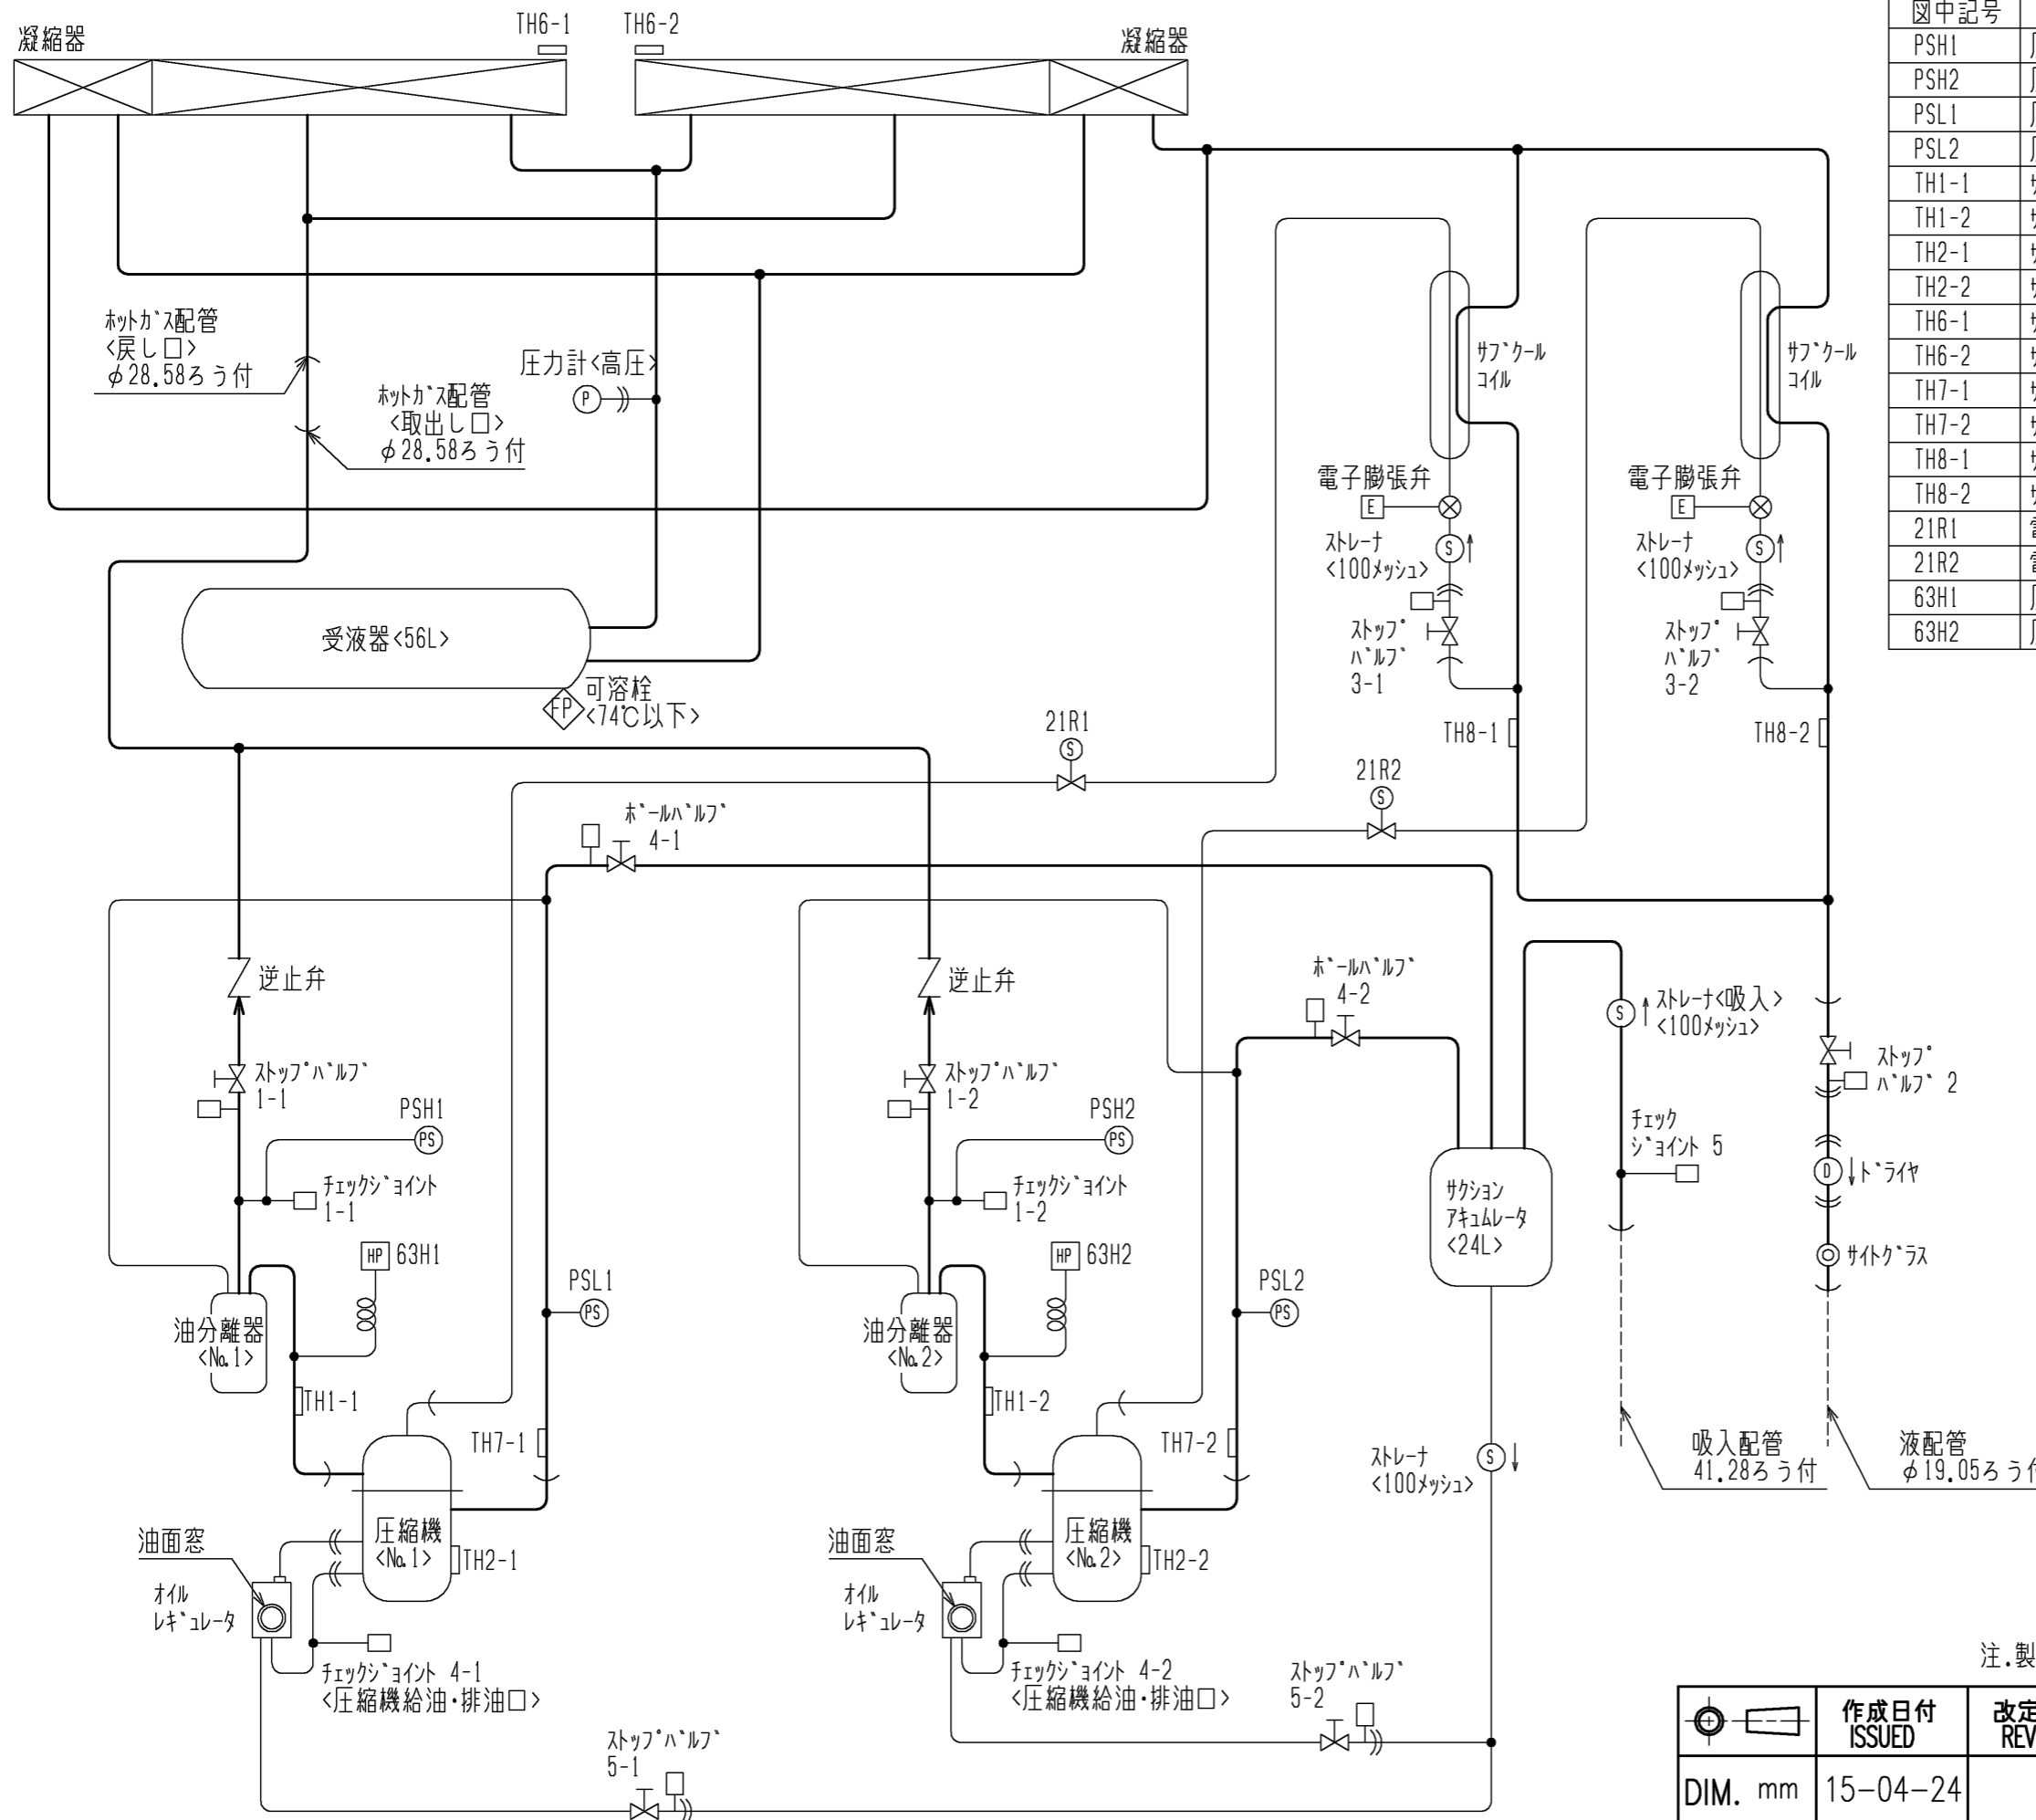 凝縮器
TH6-1
TH6-2
凝縮器
図中記号
PSH1
PSH2
PSL1
PSL2
TH1-1
TH1-2
TH2-1
TH2-2
TH6-1
TH6-2
TH7-1
TH7-2
TH8-1
TH8-2
21R1
21R2
63H1
63H2
ホットガス配管
<戻し口>
φ28.58ろう付
ホットガス配管
<取出し口>
φ28.58ろう付
圧力計<高圧>
P
サブクール
コイル
サブクール
コイル
電子膨張弁
E
ストレーナ
<100メッシュ>
S
ストップ
バルブ
3-1
電子膨張弁
E
ストレーナ
<100メッシュ>
S
ストップ
バルブ
3-2
受液器<56L>
FP
可溶栓
<74℃以下>
TH8-1
TH8-2
21R1
S
21R2
S
ボールバルブ
4-1
逆止弁
逆止弁
ボールバルブ
4-2
S
ストレーナ<吸入>
<100メッシュ>
ストップバルブ
1-1
ストップバルブ
1-2
ストップ
バルブ 2
PSH1
PS
PSH2
PS
チェック
ジョイント 5
チェックジョイント
1-1
チェックジョイント
1-2
D
ドライヤ
サクション
アキュムレータ
<24L>
HP
63H1
HP
63H2
サイトグラス
PSL1
PS
PSL2
PS
油分離器
<No.1>
油分離器
<No.2>
TH1-1
TH1-2
TH7-1
TH7-2
ストレーナ
<100メッシュ>
S
吸入配管
41.28ろう付
液配管
φ19.05ろう付
油面窓
圧縮機
<No.1>
TH2-1
オイル
レギュレータ
油面窓
圧縮機
<No.2>
TH2-2
オイル
レギュレータ
チェックジョイント 4-1
<圧縮機給油・排油口>
チェックジョイント 4-2
<圧縮機給油・排油口>
ストップバルブ
5-2
ストップバルブ
5-1
注.製
作成日付
ISSUED
改定
REV
DIM. mm
15-04-24